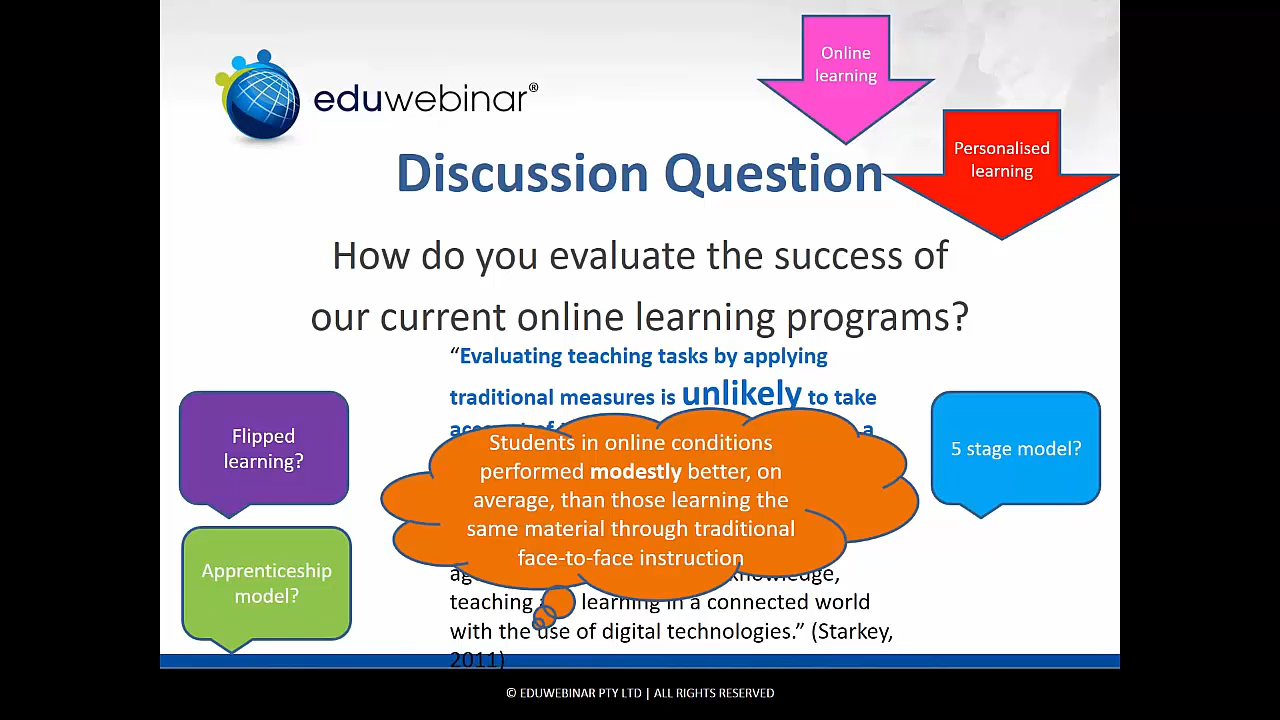 Online
learning
eduwebinar®
Personalised
learning
Discussion Question
How do you evaluate the success of
our current online learning programs?
“Evaluating teaching tasks by applying
traditional measures is unlikely to take
a
Students in online conditions
performed modestly better, on
average, than those learning the
same material through traditional
face-to-face instruction
knowledge,
teaching learning in a connected world
with the use of digital technologies.” (Starkey,
2011)
Flipped
learning?
Apprenticeship
model?
5 stage model?
© EDUWEBINAR PTY LTD | ALL RIGHTS RESERVED